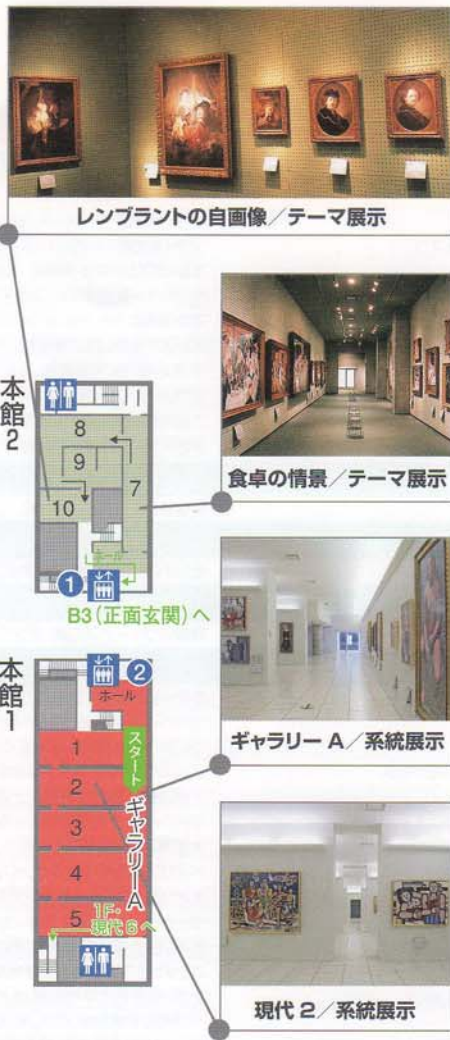 レンブラントの自画像／テーマ展示
食卓の情景／テーマ展示
本館2
8
9
7
10
ホール
1
B3(正面玄関)へ
本館1
2
ホール
スタート
1
2
3
4
5
ギャラリーA
1F・
現代6へ
ギャラリー A／系統展示
現代 2／系統展示